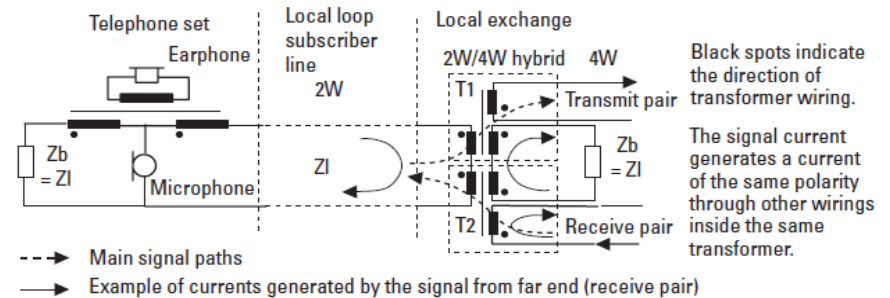 Telephone set
Earphone
Zb
= ZI
Microphone
Local loop
subscriber
line
2W
ZI
Local exchange
2W/4W hybrid 4W
T1
Transmit pair
Zb
= ZI
T2
Receive pair
Black spots indicate
the direction of
transformer wiring.
The signal current
generates a current
of the same polarity
through other wirings
inside the same
transformer.
Main signal paths
Example of currents generated by the signal from far end (receive pair)